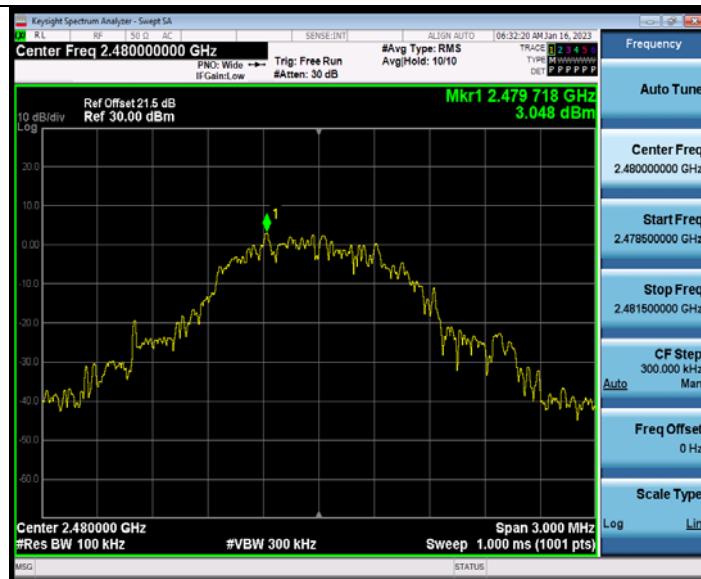 Keysight Spectrum Analyzer - Swept SA
RL RF 50 Ω AC SENSE:INT ALIGN AUTO 06:32:20 AM Jan 16, 2023
Center Freq 2.480000000 GHz
PNO: Wide
IFGain:Low
Trig: Free Run
#Atten: 30 dB
#Avg Type: RMS
Avg|Hold: 10/10
TRACE 1 2 3 4 5 6
TYPE M WWWWW
DET P P P P P P
Ref Offset 21.5 dB
Ref 30.00 dBm
10 dB/div
Log
Mkr1 2.479 718 GHz
3.048 dBm
20.0
10.0
0.00
-10.0
-20.0
-30.0
-40.0
-50.0
-60.0
1
Center 2.480000 GHz
Span 3.000 MHz
#Res BW 100 kHz
#VBW 300 kHz
Sweep 1.000 ms (1001 pts)
MSG
STATUS
Frequency
Auto Tune
Center Freq
2.480000000 GHz
Start Freq
2.478500000 GHz
Stop Freq
2.481500000 GHz
CF Step
300.000 kHz
Auto Man
Freq Offset
0 Hz
Scale Type
Log Lin